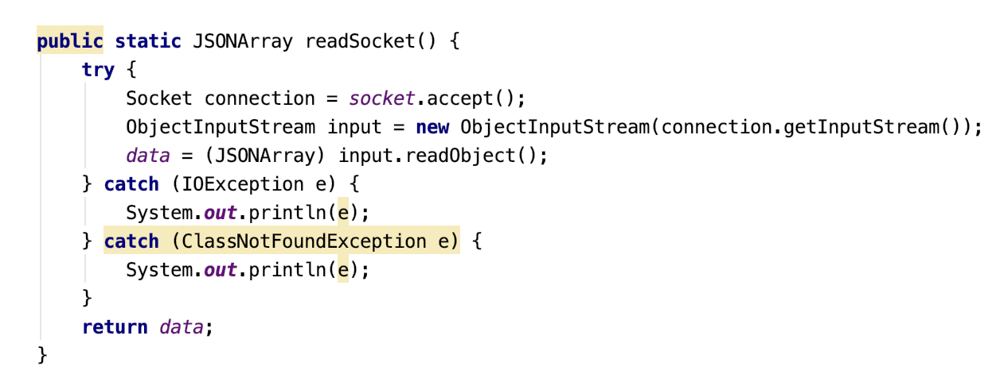 public static JSONArray readSocket() {
    try {
        Socket connection = socket.accept();
        ObjectInputStream input = new ObjectInputStream(connection.getInputStream());
        data = (JSONArray) input.readObject();
    } catch (IOException e) {
        System.out.println(e);
    } catch (ClassNotFoundException e) {
        System.out.println(e);
    }
    return data;
}